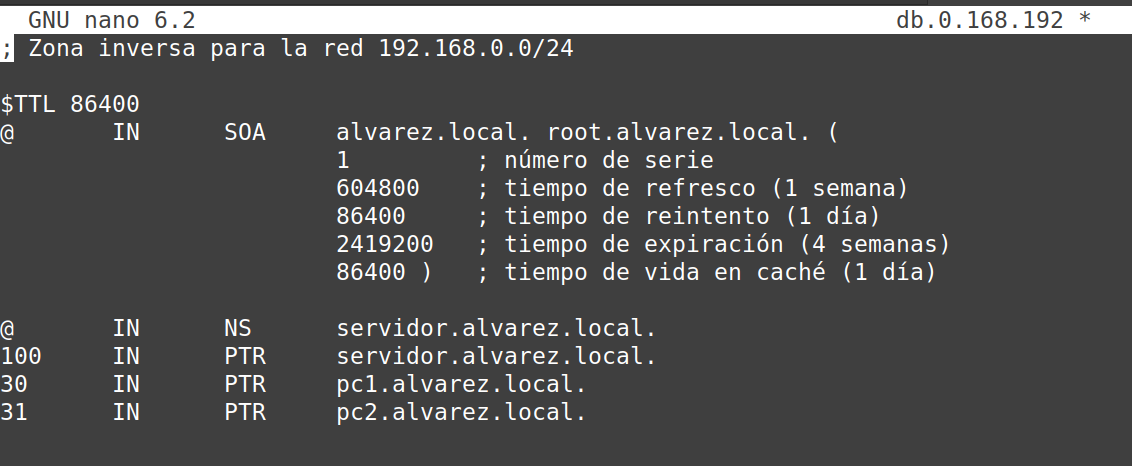 GNU nano 6.2 db.0.168.192 *
; Zona inversa para la red 192.168.0.0/24
$TTL 86400
@ IN SOA alvarez.local. root.alvarez.local. (
1 ; número de serie
604800 ; tiempo de refresco (1 semana)
86400 ; tiempo de reintento (1 día)
2419200 ; tiempo de expiración (4 semanas)
86400 ) ; tiempo de vida en caché (1 día)
@ IN NS servidor.alvarez.local.
100 IN PTR servidor.alvarez.local.
30 IN PTR pc1.alvarez.local.
31 IN PTR pc2.alvarez.local.